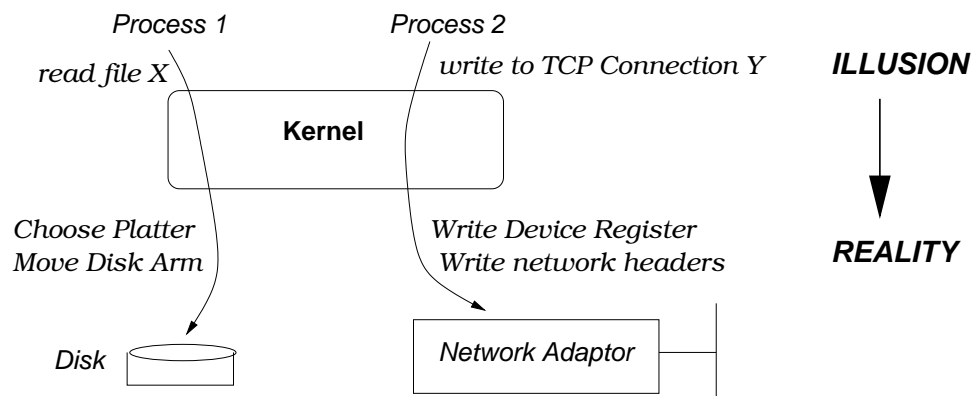 Process 1
Process 2
read file X
write to TCP Connection Y
ILLUSION
Kernel
Choose Platter
Move Disk Arm
Write Device Register
Write network headers
REALITY
Disk
Network Adaptor